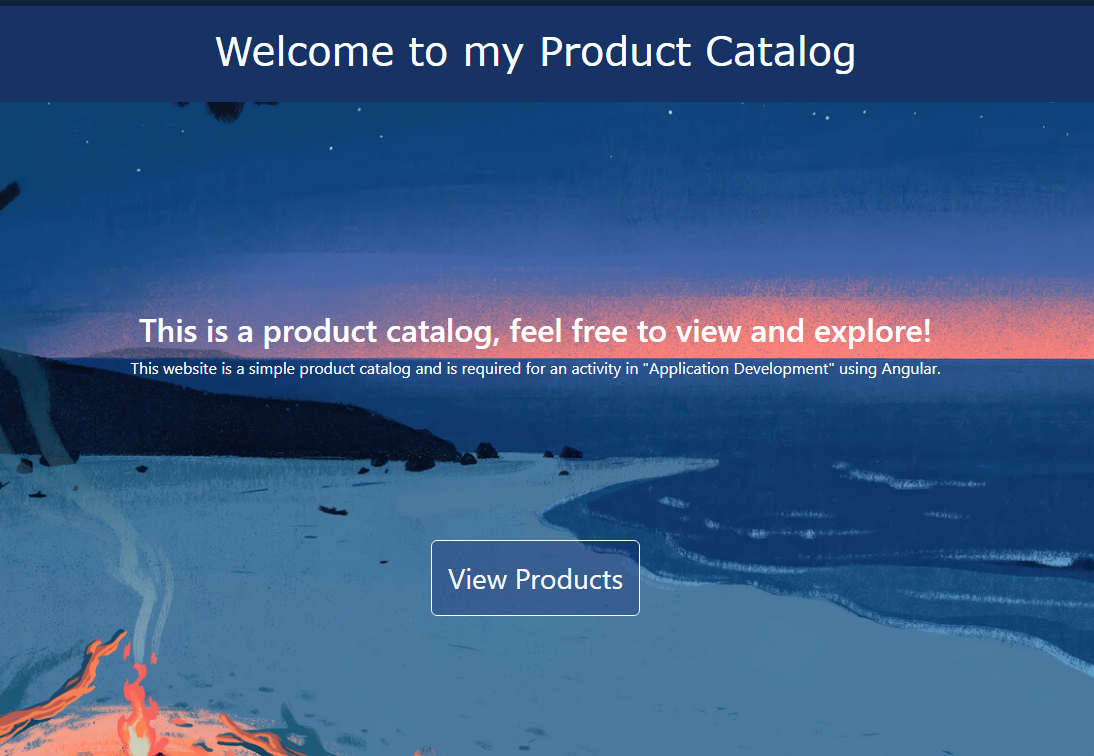 Welcome to my Product Catalog
This is a product catalog, feel free to view and explore!
This website is a simple product catalog and is required for an activity in "Application Development" using Angular.
View Products